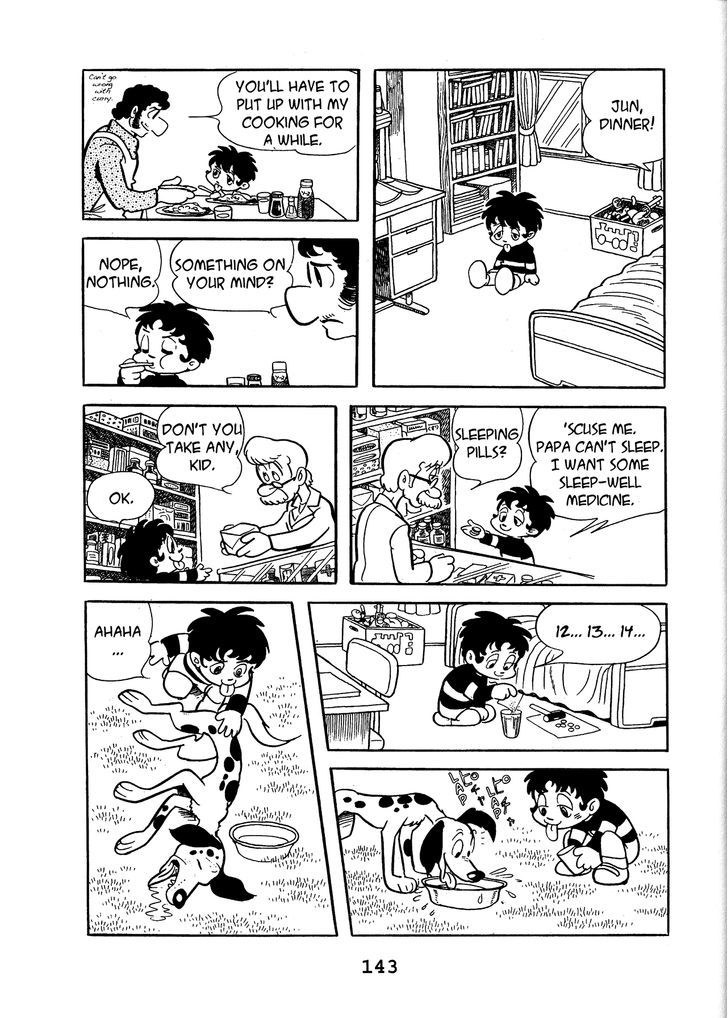 JUN,
DINNER!
YOU'LL HAVE TO
PUT UP WITH MY
COOKING FOR
A WHILE.
Can't go
wrong
with
curry.
SOMETHING ON
YOUR MIND?
NOPE,
NOTHING.
'SCUSE ME.
PAPA CAN'T SLEEP.
I WANT SOME
SLEEP-WELL
MEDICINE.
SLEEPING
PILLS?
DON'T YOU
TAKE ANY,
KID.
OK.
12... 13... 14...
LAP
LAP
AHAHA
...
143